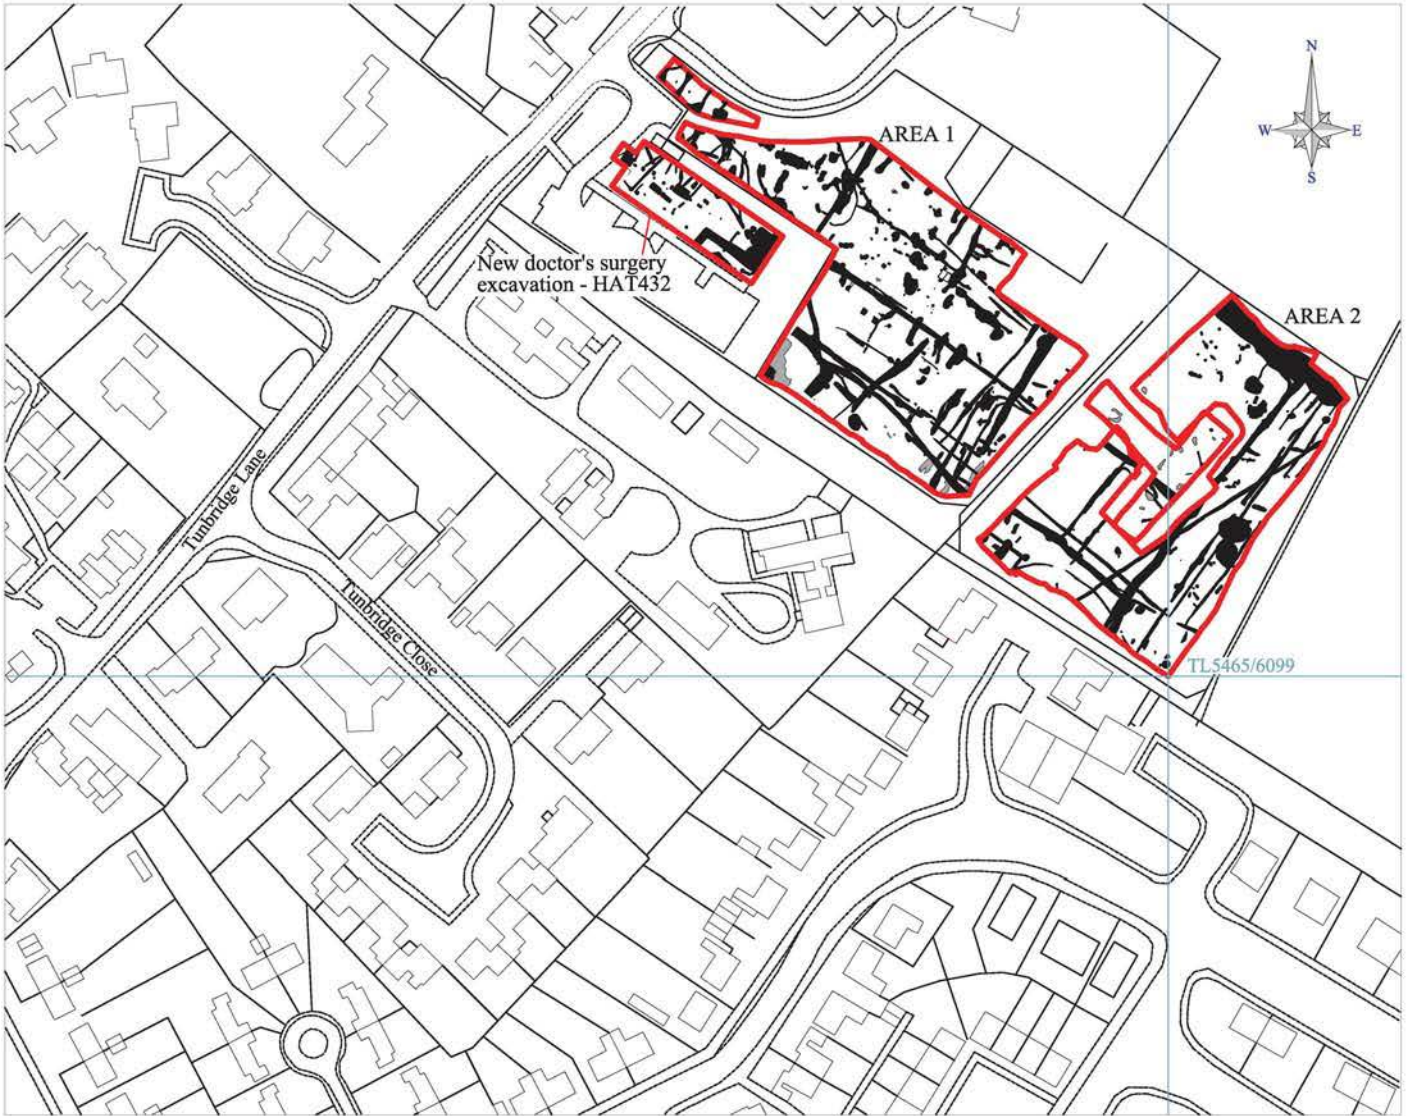 N
W E
S
AREA 1
New doctor's surgery
excavation - HAT432
AREA 2
Tunbridge Lane
Tunbridge Close
TL5465/6099